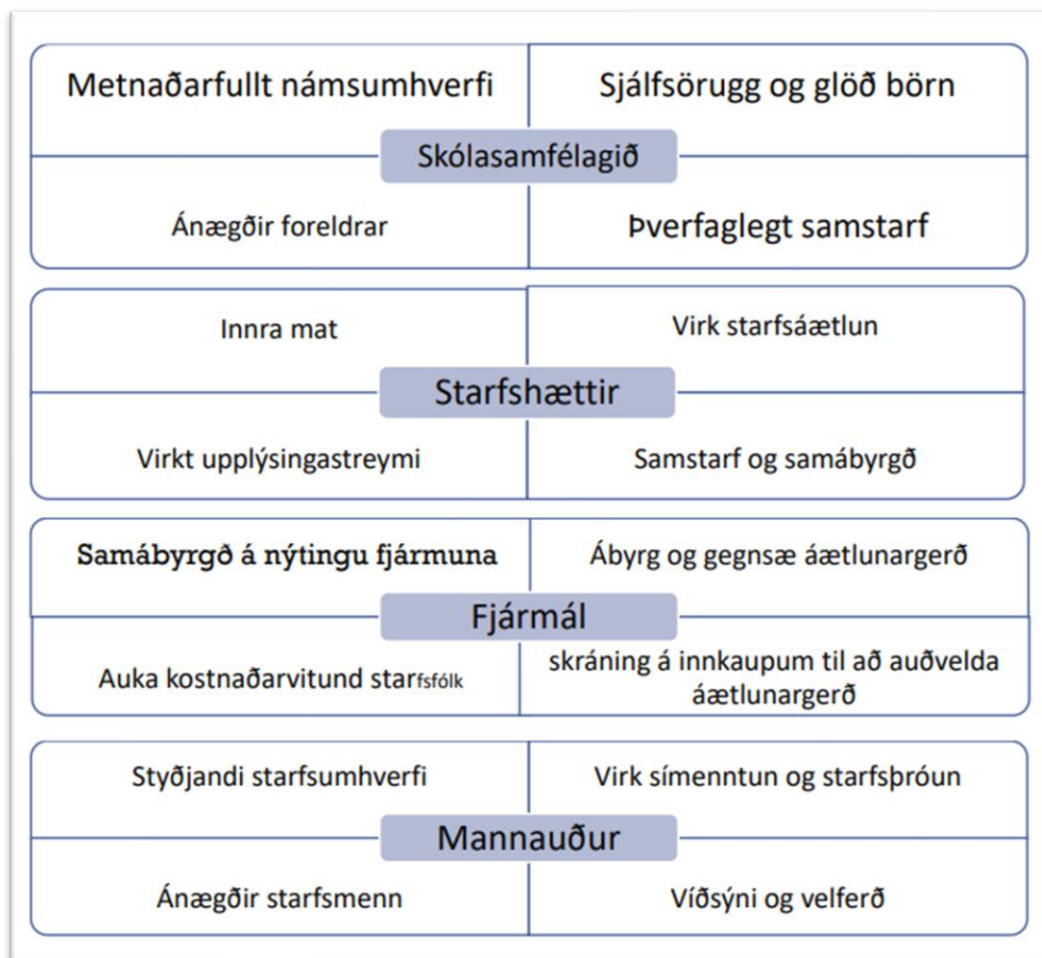 Metnaðarfullt námsumhverfi
Sjálfsörugg og glöð börn
Skólasamfélagið
Ánægðir foreldrar
Þverfaglegt samstarf
Innra mat
Virk starfsáætlun
Starfshættir
Virkt upplýsingastreymi
Samstarf og samábyrgð
Samábyrgð á nýtingu fjármuna
Ábyrg og gegnsæ áætlunargerð
Fjármál
Auka kostnaðarvitund starfsfólk
skráning á innkaupum til að auðvelda
áætlunargerð
Styðjandi starfsumhverfi
Virk símenntun og starfsþróun
Mannauður
Ánægðir starfsmenn
Víðsýni og velferð